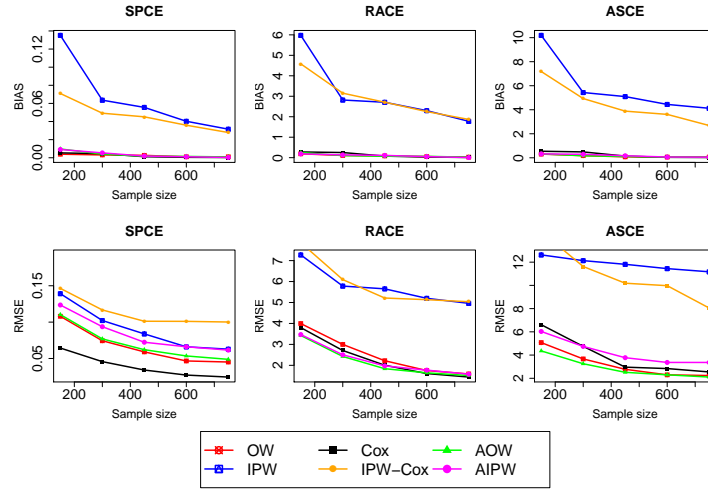 SPCE
RACE
ASCE
BIAS
0.00
0.06
0.12
200
400
600
Sample size
BIAS
0
1
2
3
4
5
6
200
400
600
Sample size
BIAS
0
2
4
6
8
10
200
400
600
Sample size
SPCE
RACE
ASCE
RMSE
0.05
0.15
200
400
600
Sample size
RMSE
2
3
4
5
6
7
200
400
600
Sample size
RMSE
2
4
6
8
10
12
200
400
600
Sample size
OW
Cox
AOW
IPW
IPW−Cox
AIPW